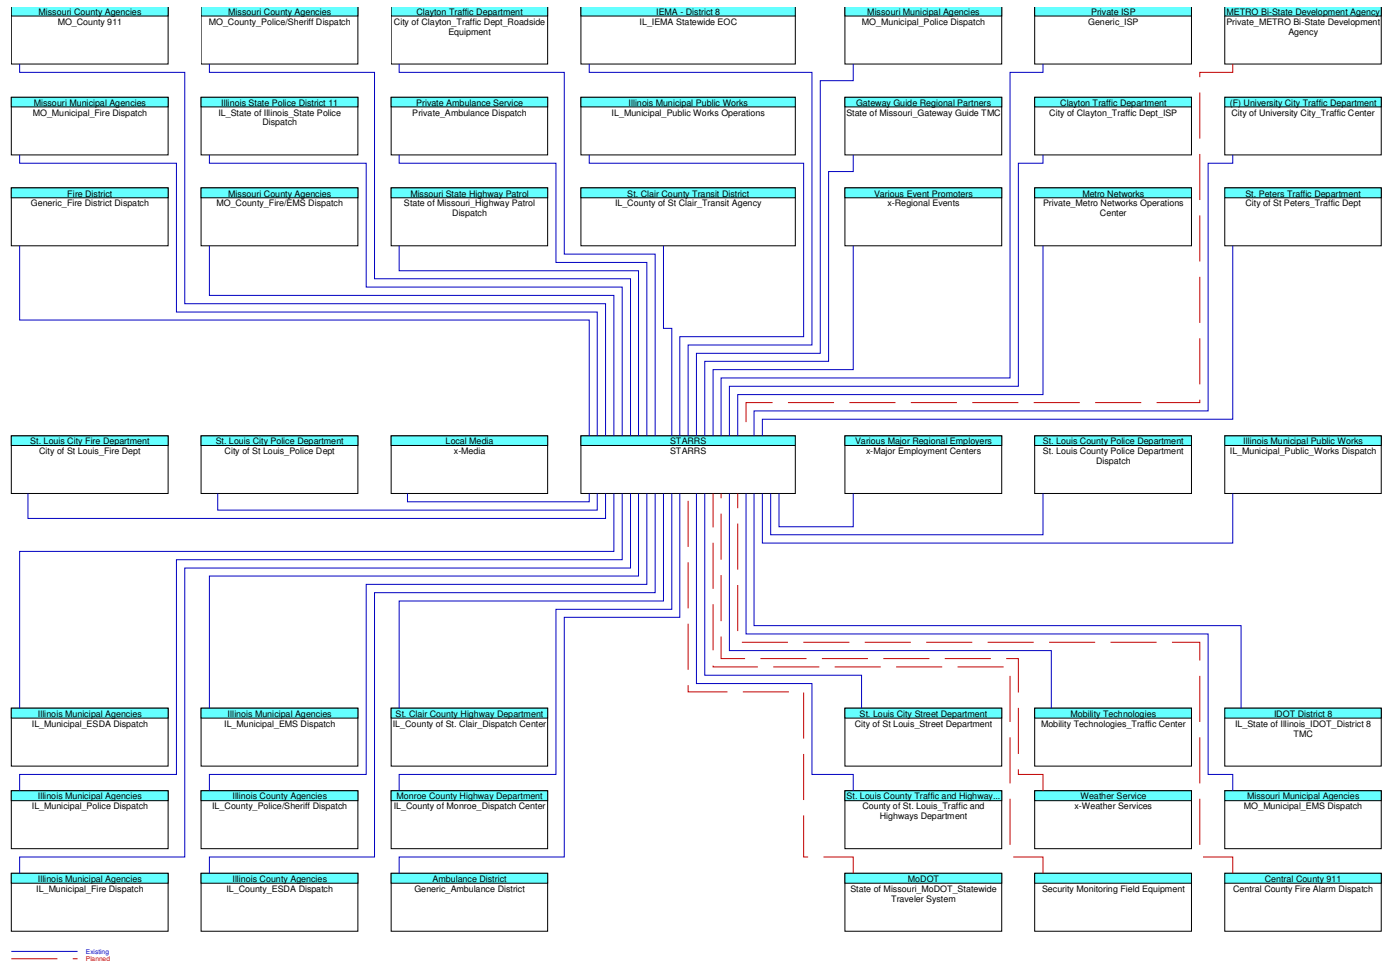 Missouri County Agencies
MO_County 911
Missouri County Agencies
MO_County_Police/Sheriff Dispatch
Clayton Traffic Department
City of Clayton_Traffic Dept_Roadside
Equipment
IEMA - District 8
IL_IEMA Statewide EOC
Missouri Municipal Agencies
MO_Municipal_Police Dispatch
Private ISP
Generic_ISP
METRO Bi-State Development Agency
Private_METRO Bi-State Development
Agency
Missouri Municipal Agencies
MO_Municipal_Fire Dispatch
Illinois State Police District 11
IL_State of Illinois_State Police
Dispatch
Private Ambulance Service
Private_Ambulance Dispatch
Illinois Municipal Public Works
IL_Municipal_Public Works Operations
Gateway Guide Regional Partners
State of Missouri_Gateway Guide TMC
Clayton Traffic Department
City of Clayton_Traffic Dept_ISP
(F) University City Traffic Department
City of University City_Traffic Center
Fire District
Generic_Fire District Dispatch
Missouri County Agencies
MO_County_Fire/EMS Dispatch
Missouri State Highway Patrol
State of Missouri_Highway Patrol
Dispatch
St. Clair County Transit District
IL_County of St Clair_Transit Agency
Various Event Promoters
x-Regional Events
Metro Networks
Private_Metro Networks Operations
Center
St. Peters Traffic Department
City of St Peters_Traffic Dept
St. Louis City Fire Department
City of St Louis_Fire Dept
St. Louis City Police Department
City of St Louis_Police Dept
Local Media
x-Media
STARRS
STARRS
Various Major Regional Employers
x-Major Employment Centers
St. Louis County Police Department
St. Louis County Police Department
Dispatch
Illinois Municipal Public Works
IL_Municipal_Public_Works Dispatch
Illinois Municipal Agencies
IL_Municipal_ESDA Dispatch
Illinois Municipal Agencies
IL_Municipal_EMS Dispatch
St. Clair County Highway Department
IL_County of St. Clair_Dispatch Center
St. Louis City Street Department
City of St Louis_Street Department
Mobility Technologies
Mobility Technologies_Traffic Center
IDOT District 8
IL_State of Illinois_IDOT_District 8
TMC
Illinois Municipal Agencies
IL_Municipal_Police Dispatch
Illinois County Agencies
IL_County_Police/Sheriff Dispatch
Monroe County Highway Department
IL_County of Monroe_Dispatch Center
St. Louis County Traffic and Highway...
County of St. Louis_Traffic and
Highways Department
Weather Service
x-Weather Services
Missouri Municipal Agencies
MO_Municipal_EMS Dispatch
Illinois Municipal Agencies
IL_Municipal_Fire Dispatch
Illinois County Agencies
IL_County_ESDA Dispatch
Ambulance District
Generic_Ambulance District
MoDOT
State of Missouri_MoDOT_Statewide
Traveler System
Security Monitoring Field Equipment
Central County 911
Central County Fire Alarm Dispatch
Existing
Planned